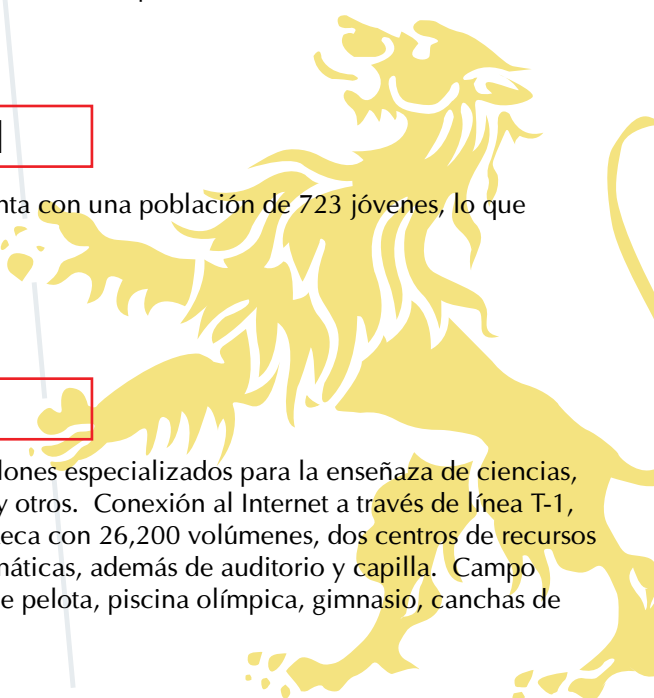 nta con una población de 723 jóvenes, lo que
lones especializados para la enseñaza de ciencias,
y otros. Conexión al Internet a través de línea T-1,
eca con 26,200 volúmenes, dos centros de recursos
máticas, además de auditorio y capilla. Campo
e pelota, piscina olímpica, gimnasio, canchas de